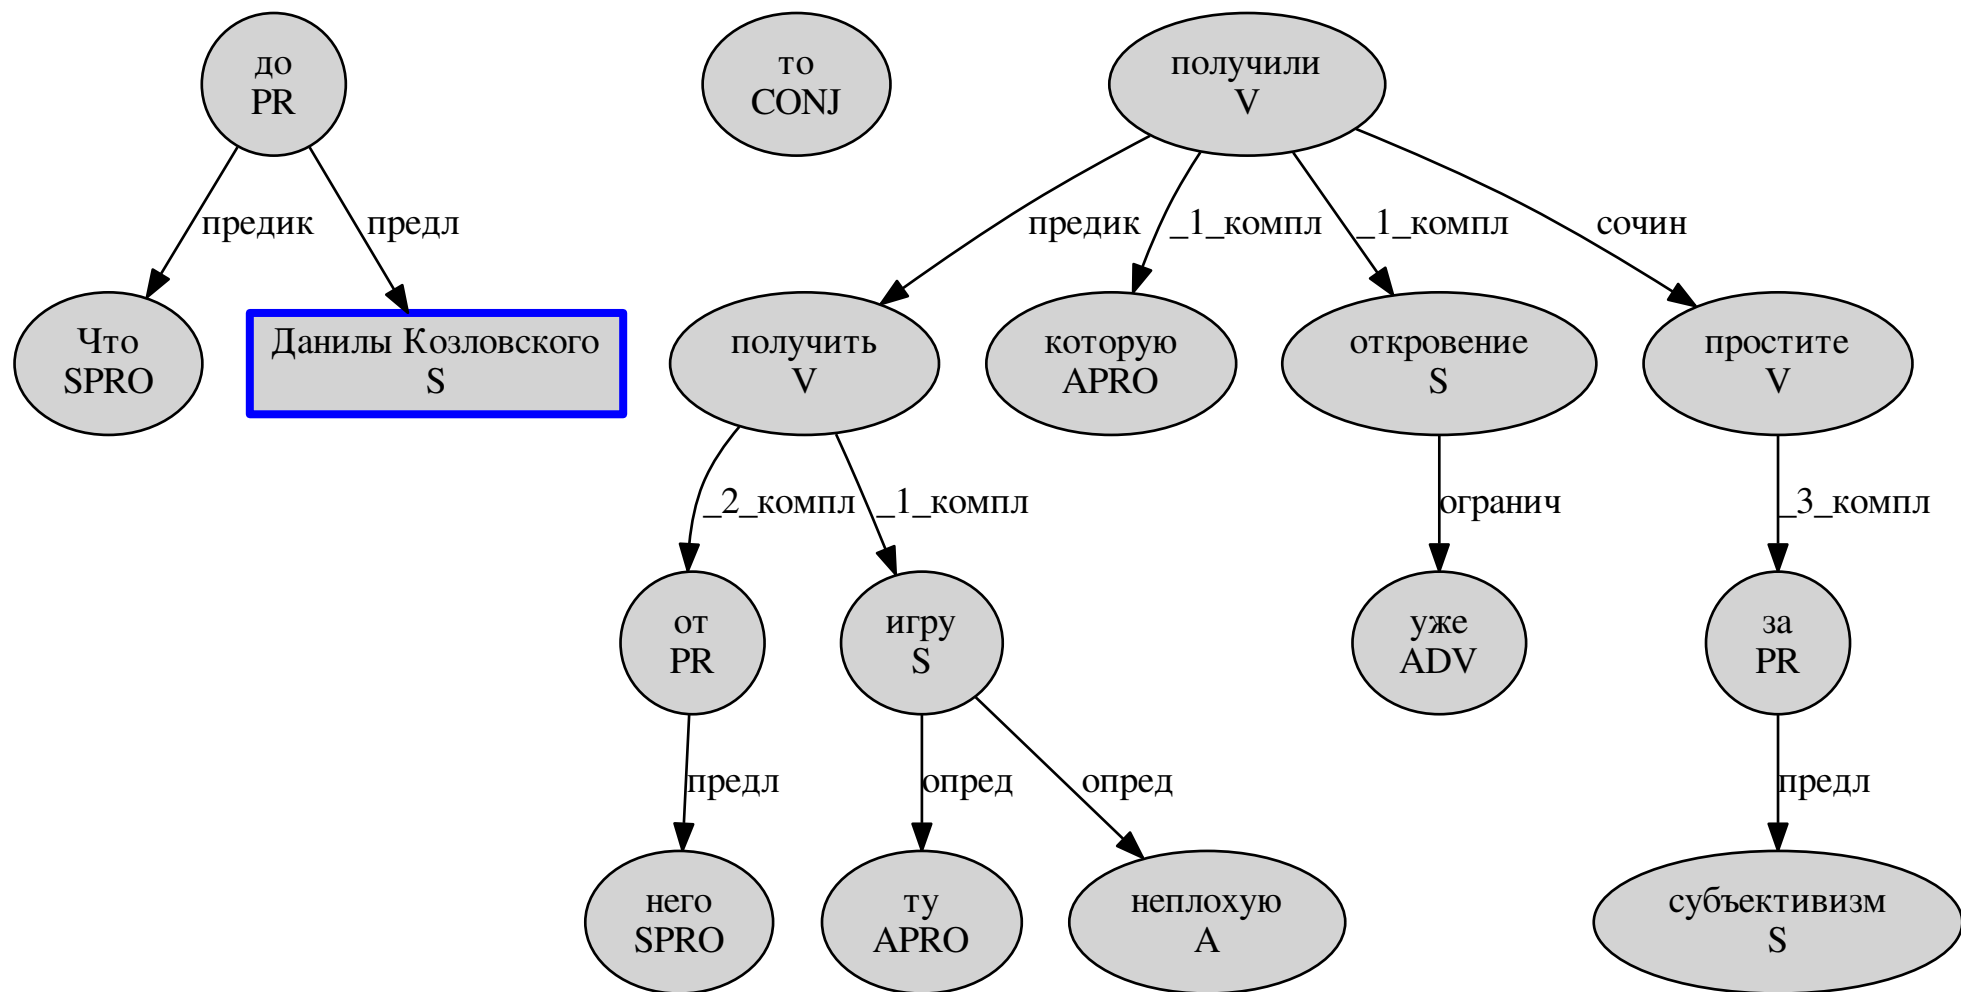 до
PR
то
CONJ
получили
V
предик
предл
предик
_1_компл
_1_компл
сочин
Что
SPRO
Данилы Козловского
S
получить
V
которую
APRO
откровение
S
простите
V
_2_компл
_1_компл
огранич
_3_компл
от
PR
игру
S
уже
ADV
за
PR
предл
опред
опред
предл
него
SPRO
ту
APRO
неплохую
A
субъективизм
S